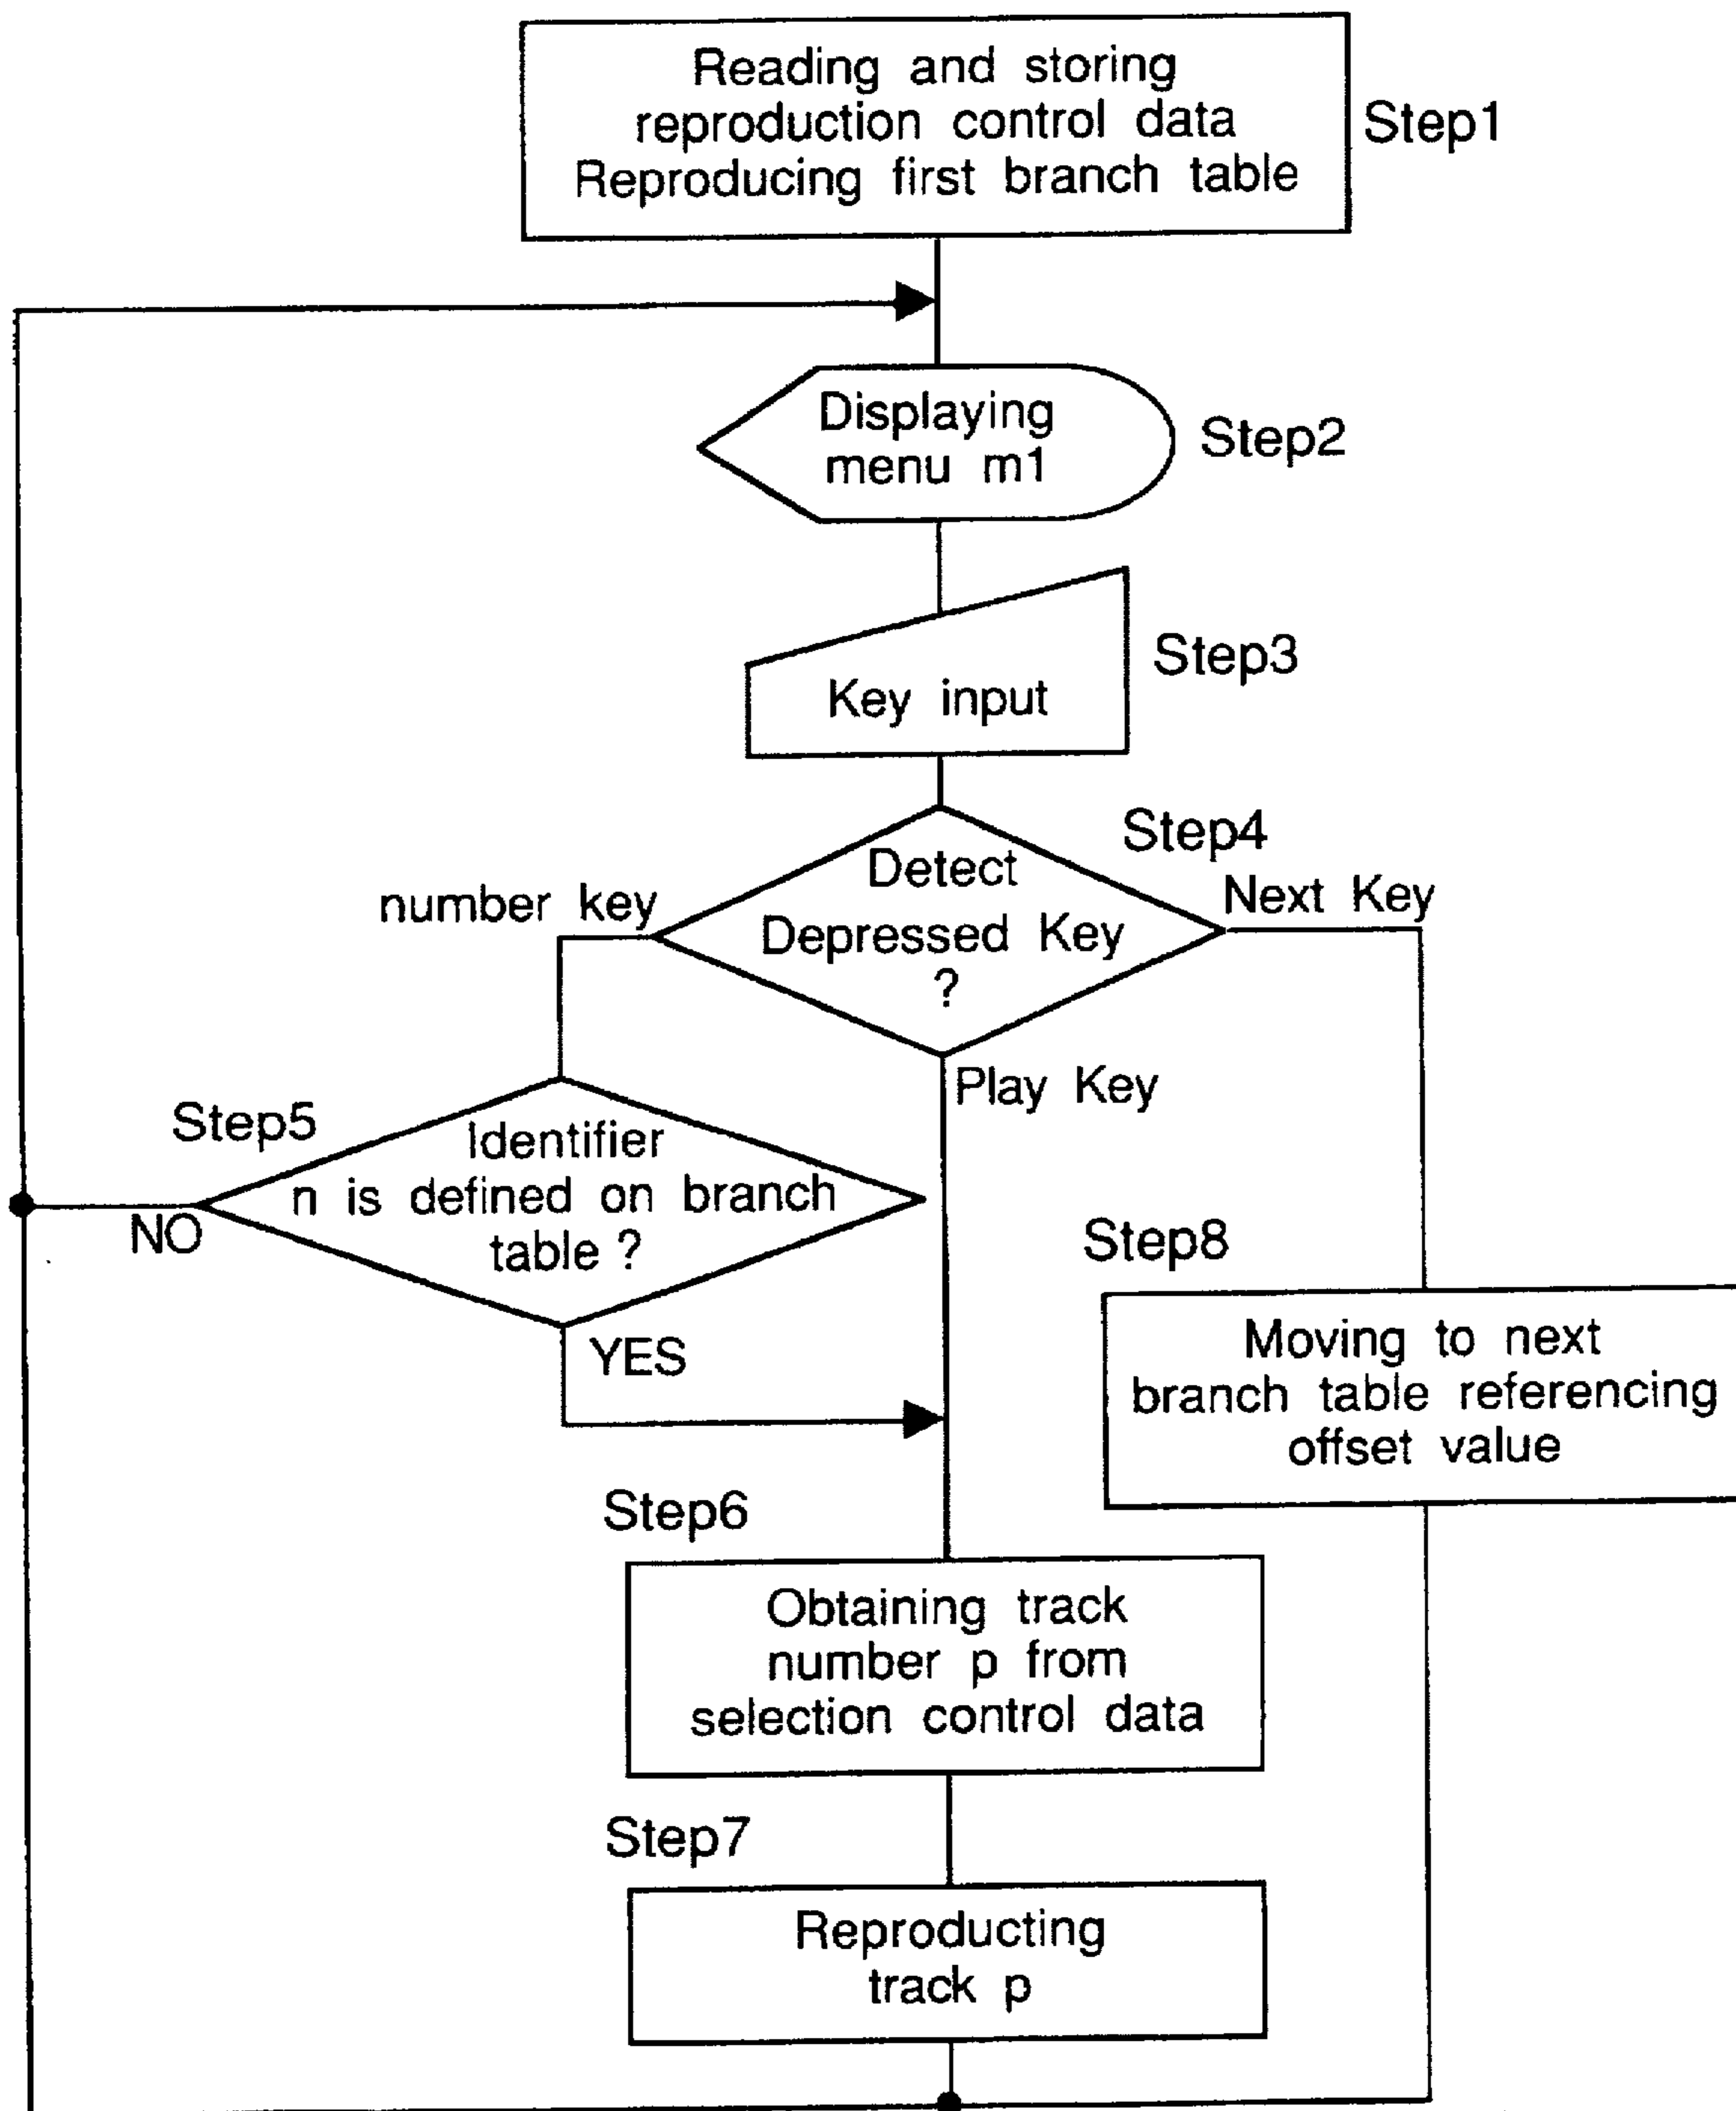 Reading and storing
reproduction control data
Reproducing first branch table
Step1
Displaying
menu m1
Step2
Step3
Key input
Step4
Detect
Depressed Key
?
number key
Next Key
Play Key
Step5
Identifier
n is defined on branch
table ?
NO
YES
Step8
Moving to next
branch table referencing
offset value
Step6
Obtaining track
number p from
selection control data
Step7
Reproducting
track p